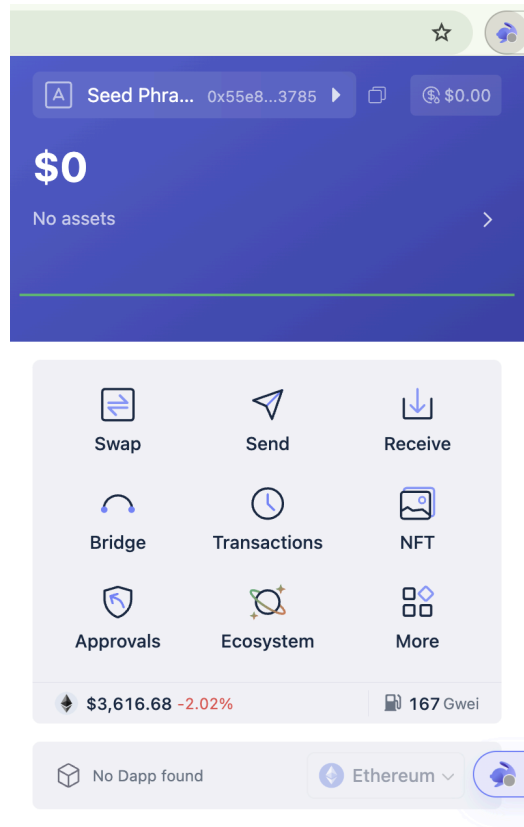 A Seed Phra... 0x55e8...3785 $0.00
$0
No assets
Swap Send Receive
Bridge Transactions NFT
Approvals Ecosystem More
$3,616.68 -2.02% 167 Gwei
No Dapp found Ethereum